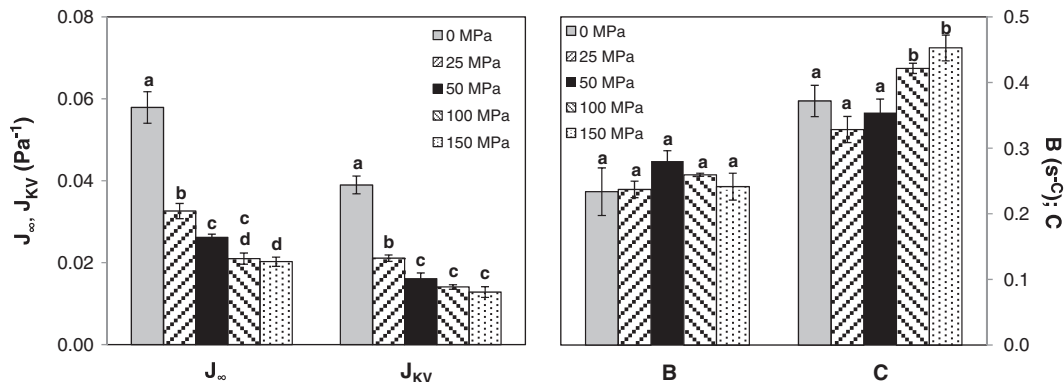 0.08
0.06
0.04
0.02
0.00
J∞, JKV (Pa-1)
a
b
c
c
d
d
a
b
c
c
c
0 MPa
25 MPa
50 MPa
100 MPa
150 MPa
J∞
JKV
0 MPa
25 MPa
50 MPa
100 MPa
150 MPa
a
a
a
a
a
a
a
a
b
b
B
C
0.5
0.4
0.3
0.2
0.1
0.0
B (s-C); C